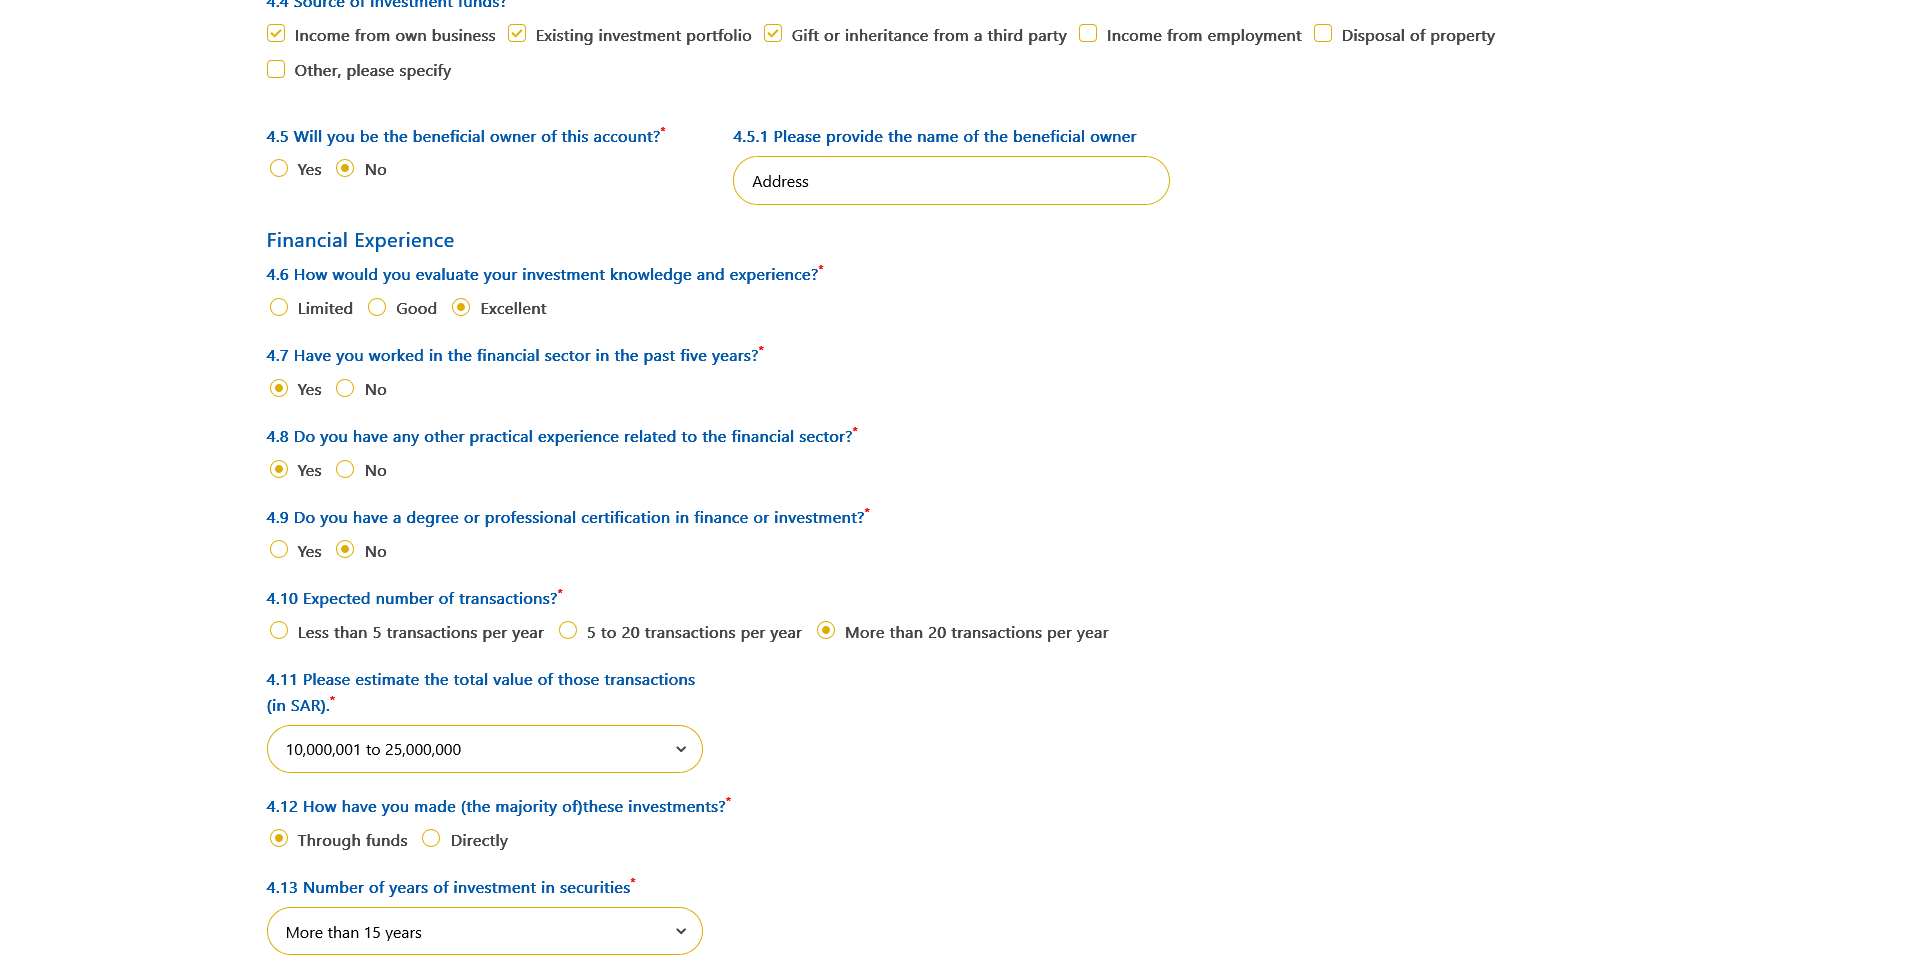 4.4 Source of investment funds?
Income from own business Existing investment portfolio Gift or inheritance from a third party Income from employment Disposal of property
Other, please specify
4.5 Will you be the beneficial owner of this account?* 4.5.1 Please provide the name of the beneficial owner
Yes No
Address
Financial Experience
4.6 How would you evaluate your investment knowledge and experience?*
Limited Good Excellent
4.7 Have you worked in the financial sector in the past five years?*
Yes No
4.8 Do you have any other practical experience related to the financial sector?*
Yes No
4.9 Do you have a degree or professional certification in finance or investment?*
Yes No
4.10 Expected number of transactions?*
Less than 5 transactions per year 5 to 20 transactions per year More than 20 transactions per year
4.11 Please estimate the total value of those transactions
(in SAR).*
10,000,001 to 25,000,000
4.12 How have you made (the majority of)these investments?*
Through funds Directly
4.13 Number of years of investment in securities*
More than 15 years